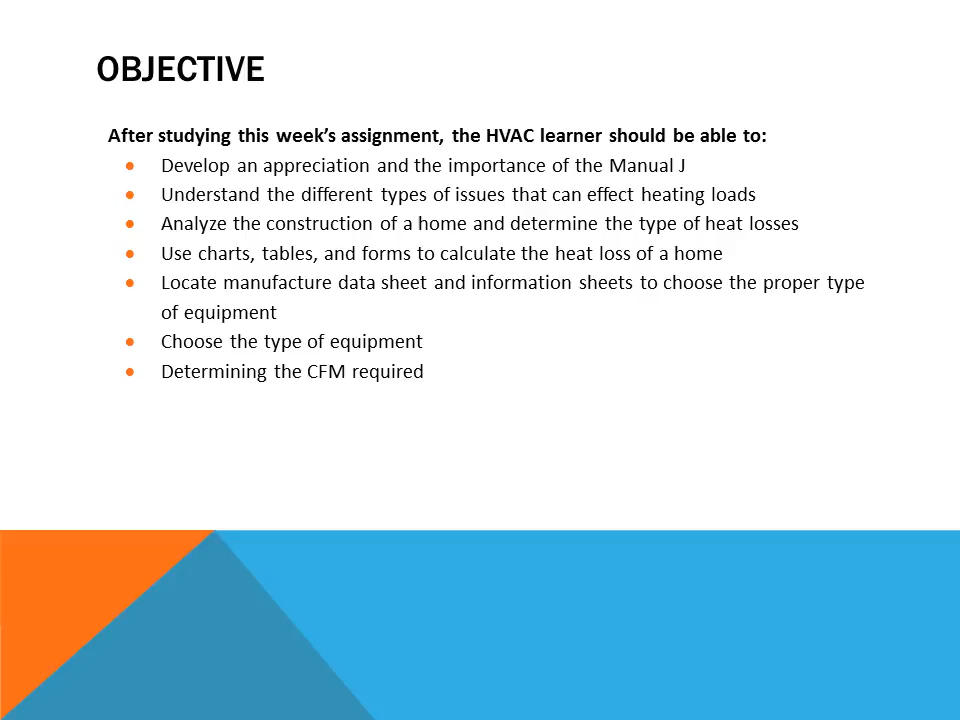 OBJECTIVE
After studying this week’s assignment, the HVAC learner should be able to:
• Develop an appreciation and the importance of the Manual J
• Understand the different types of issues that can effect heating loads
• Analyze the construction of a home and determine the type of heat losses
• Use charts, tables, and forms to calculate the heat loss of a home
• Locate manufacture data sheet and information sheets to choose the proper type
of equipment
• Choose the type of equipment
• Determining the CFM required